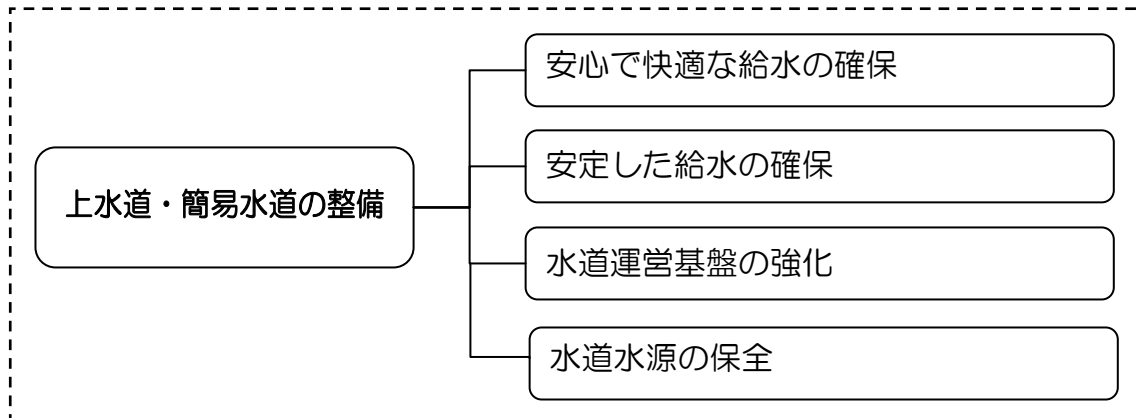 上水道・簡易水道の整備
安心で快適な給水の確保
安定した給水の確保
水道運営基盤の強化
水道水源の保全